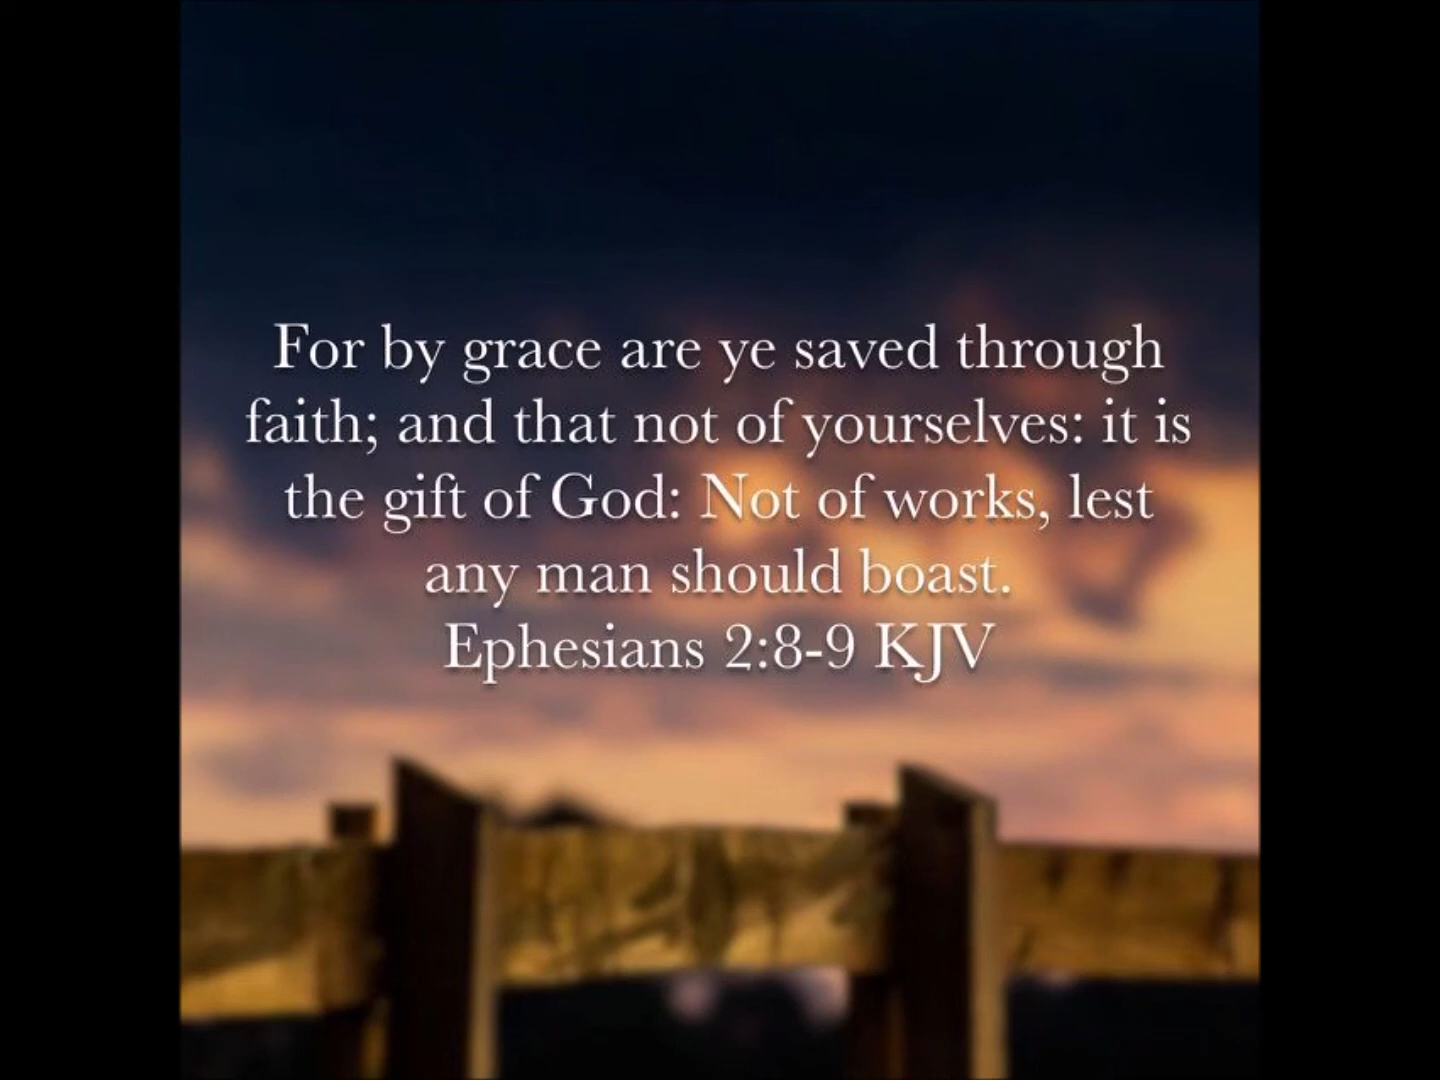 For by grace are ye saved through
faith; and that not of yourselves: it is
the gift of God: Not of works, lest
any man should boast.
Ephesians 2:8-9 KJV